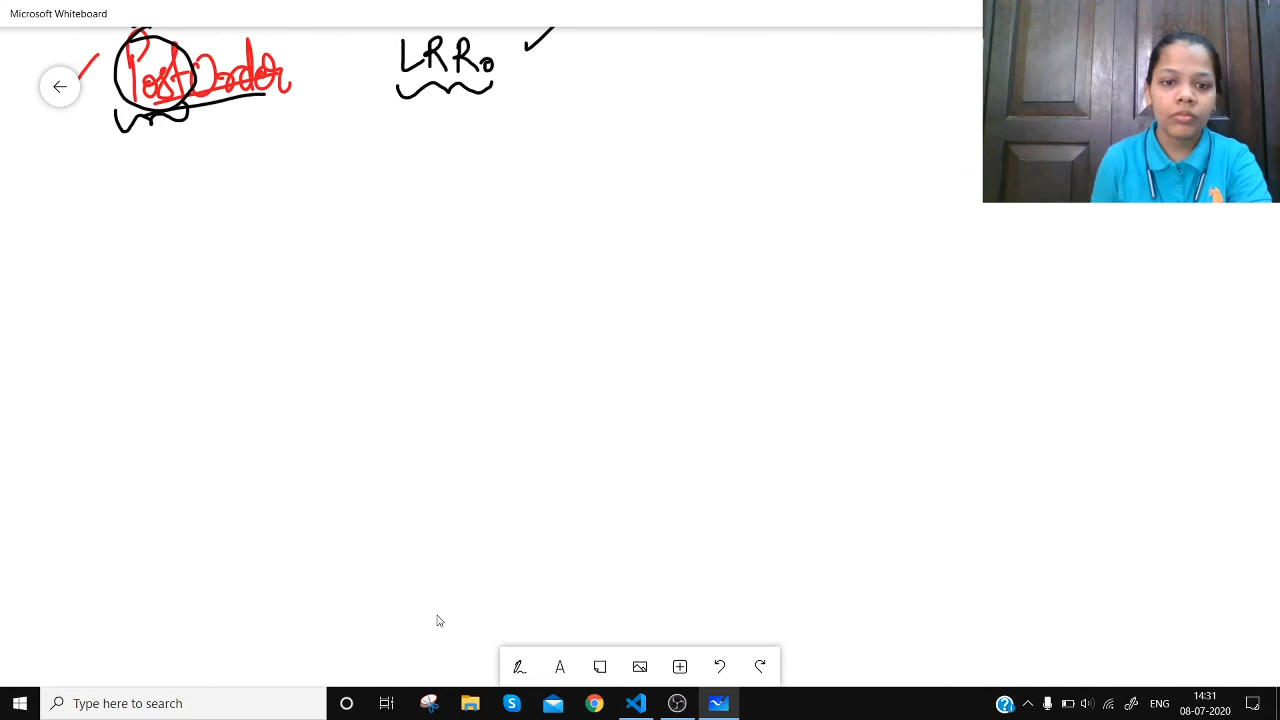 Microsoft Whiteboard
PostOrder LRRo
Type here to search
ENG
14:31
08-07-2020